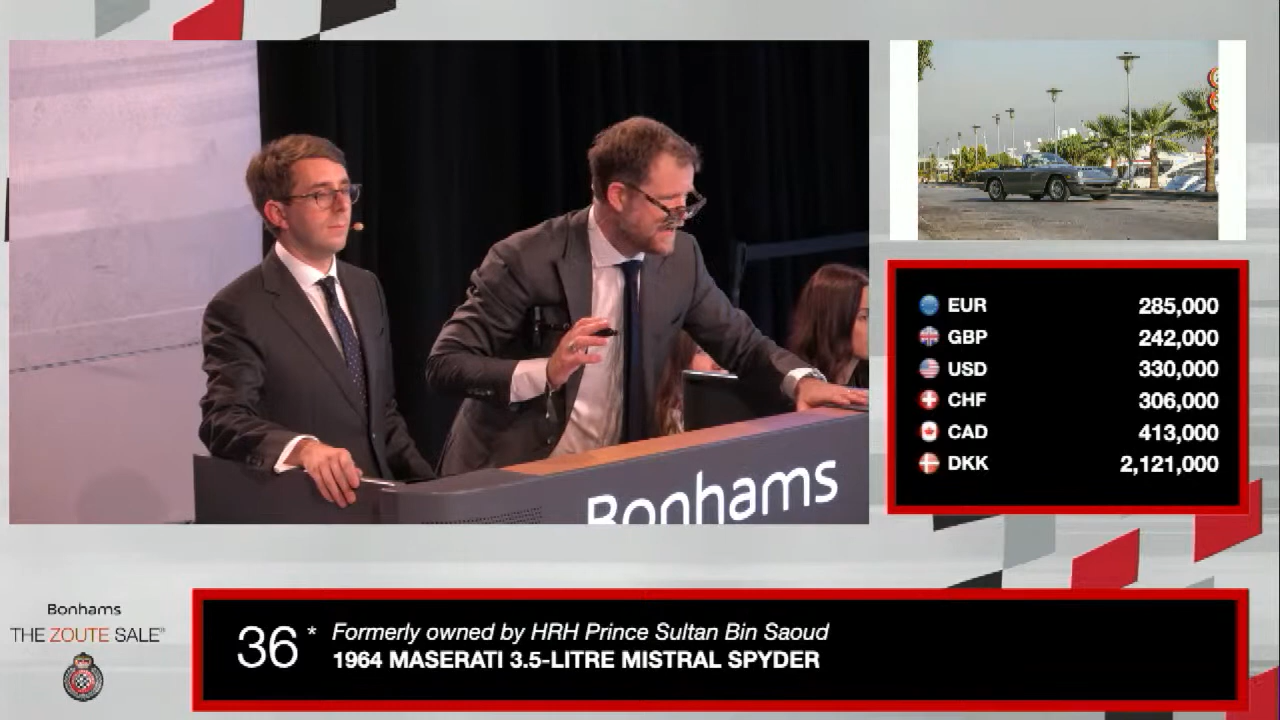 EUR 285,000
GBP 242,000
USD 330,000
CHF 306,000
CAD 413,000
DKK 2,121,000
Bonhams
Bonhams
THE ZOUTE SALE®
36* Formerly owned by HRH Prince Sultan Bin Saoud
1964 MASERATI 3.5-LITRE MISTRAL SPYDER